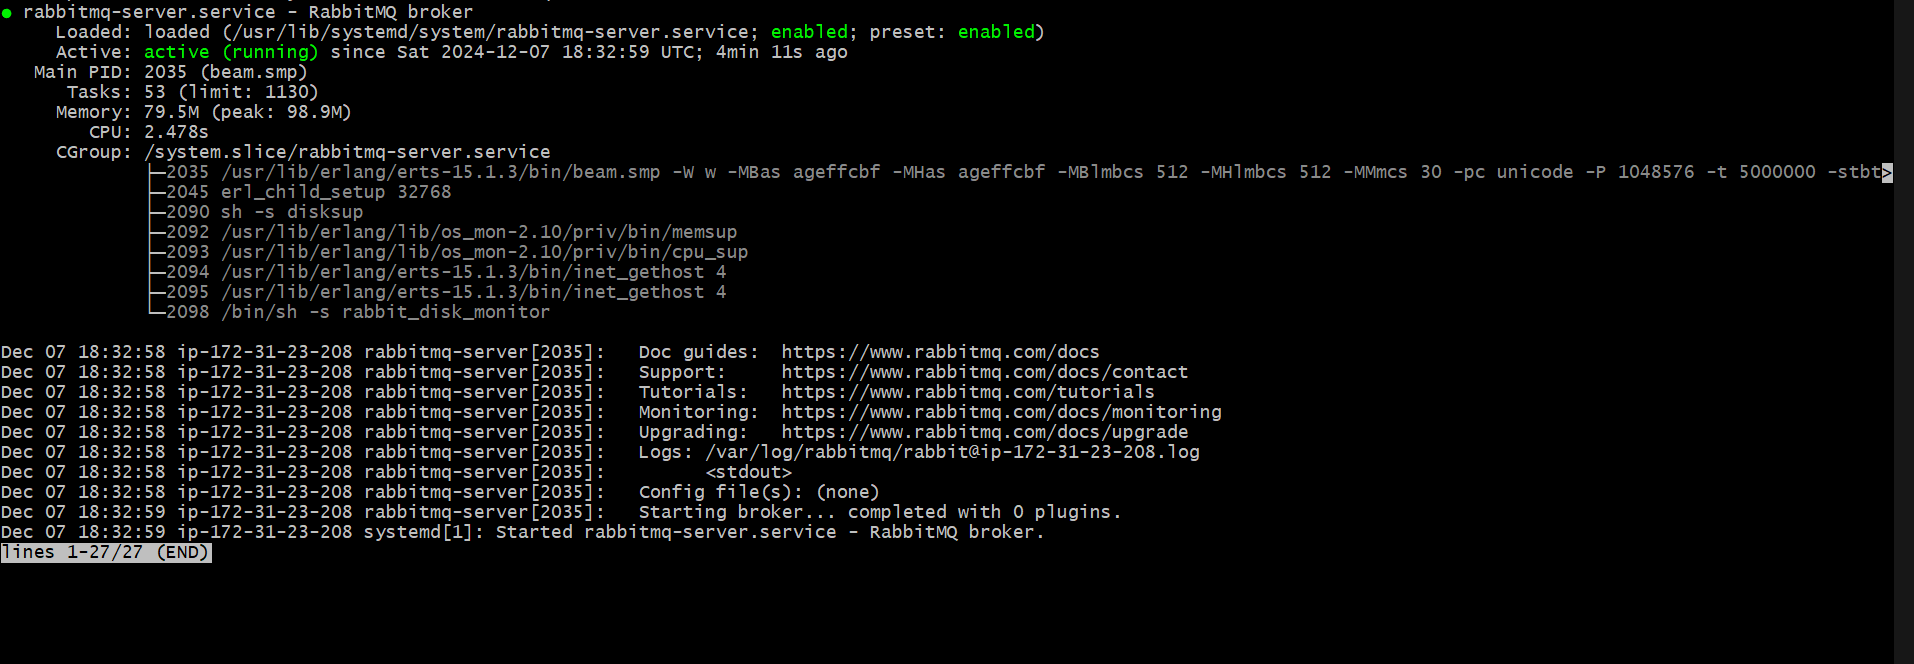 ● rabbitmq-server.service - RabbitMQ broker
     Loaded: loaded (/usr/lib/systemd/system/rabbitmq-server.service; enabled; preset: enabled)
     Active: active (running) since Sat 2024-12-07 18:32:59 UTC; 4min 11s ago
   Main PID: 2035 (beam.smp)
      Tasks: 53 (limit: 1130)
     Memory: 79.5M (peak: 98.9M)
        CPU: 2.478s
     CGroup: /system.slice/rabbitmq-server.service
             ├─2035 /usr/lib/erlang/erts-15.1.3/bin/beam.smp -W w -MBas ageffcbf -MHas ageffcbf -MBlmbcs 512 -MHlmbcs 512 -MMmcs 30 -pc unicode -P 1048576 -t 5000000 -stbt>
             ├─2045 erl_child_setup 32768
             ├─2090 sh -s disksup
             ├─2092 /usr/lib/erlang/lib/os_mon-2.10/priv/bin/memsup
             ├─2093 /usr/lib/erlang/lib/os_mon-2.10/priv/bin/cpu_sup
             ├─2094 /usr/lib/erlang/erts-15.1.3/bin/inet_gethost 4
             ├─2095 /usr/lib/erlang/erts-15.1.3/bin/inet_gethost 4
             └─2098 /bin/sh -s rabbit_disk_monitor

Dec 07 18:32:58 ip-172-31-23-208 rabbitmq-server[2035]:   Doc guides:  https://www.rabbitmq.com/docs
Dec 07 18:32:58 ip-172-31-23-208 rabbitmq-server[2035]:   Support:     https://www.rabbitmq.com/docs/contact
Dec 07 18:32:58 ip-172-31-23-208 rabbitmq-server[2035]:   Tutorials:   https://www.rabbitmq.com/tutorials
Dec 07 18:32:58 ip-172-31-23-208 rabbitmq-server[2035]:   Monitoring:  https://www.rabbitmq.com/docs/monitoring
Dec 07 18:32:58 ip-172-31-23-208 rabbitmq-server[2035]:   Upgrading:   https://www.rabbitmq.com/docs/upgrade
Dec 07 18:32:58 ip-172-31-23-208 rabbitmq-server[2035]:   Logs: /var/log/rabbitmq/rabbit@ip-172-31-23-208.log
Dec 07 18:32:58 ip-172-31-23-208 rabbitmq-server[2035]:         <stdout>
Dec 07 18:32:58 ip-172-31-23-208 rabbitmq-server[2035]:   Config file(s): (none)
Dec 07 18:32:59 ip-172-31-23-208 rabbitmq-server[2035]:   Starting broker... completed with 0 plugins.
Dec 07 18:32:59 ip-172-31-23-208 systemd[1]: Started rabbitmq-server.service - RabbitMQ broker.
lines 1-27/27 (END)